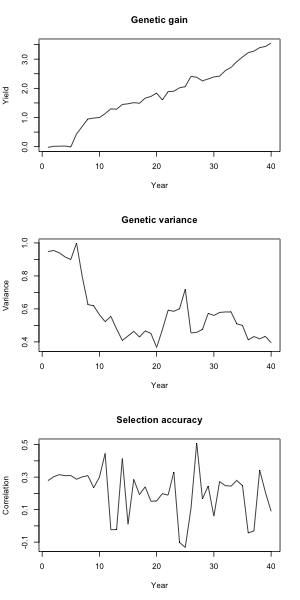 Genetic gain
Yield
3.0
2.0
1.0
0.0
0 10 20 30 40
Year
Genetic variance
Variance
1.0
0.8
0.6
0.4
0 10 20 30 40
Year
Selection accuracy
Correlation
0.5
0.3
0.1
-0.1
0 10 20 30 40
Year